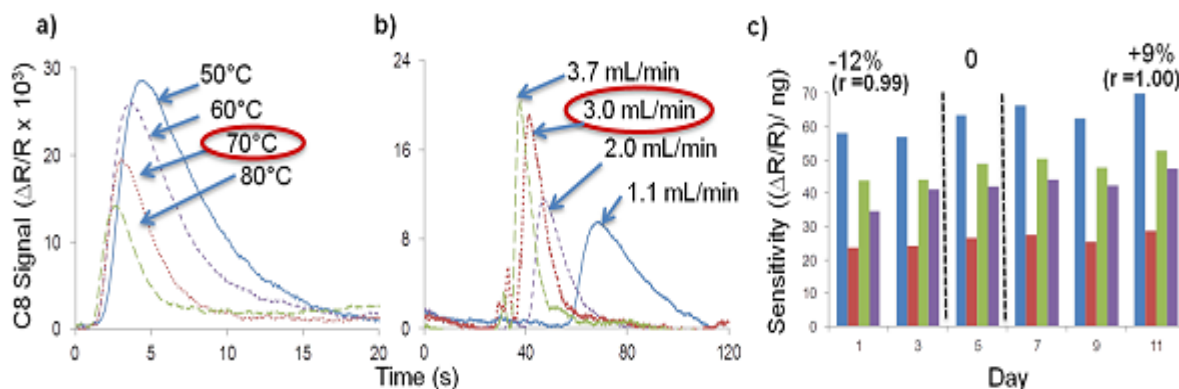 a)
C8 Signal (ΔR/R x 10³)
30
20
10
0
50°C
60°C
70°C
80°C
0
5
10
15
20
b)
24
16
8
0
3.7 mL/min
3.0 mL/min
2.0 mL/min
1.1 mL/min
0
40
80
120
Time (s)
c)
-12%
(r =0.99)
0
+9%
(r =1.00)
Sensitivity ((ΔR/R)/ ng)
70
60
50
40
30
20
10
0
1
3
5
7
9
11
Day